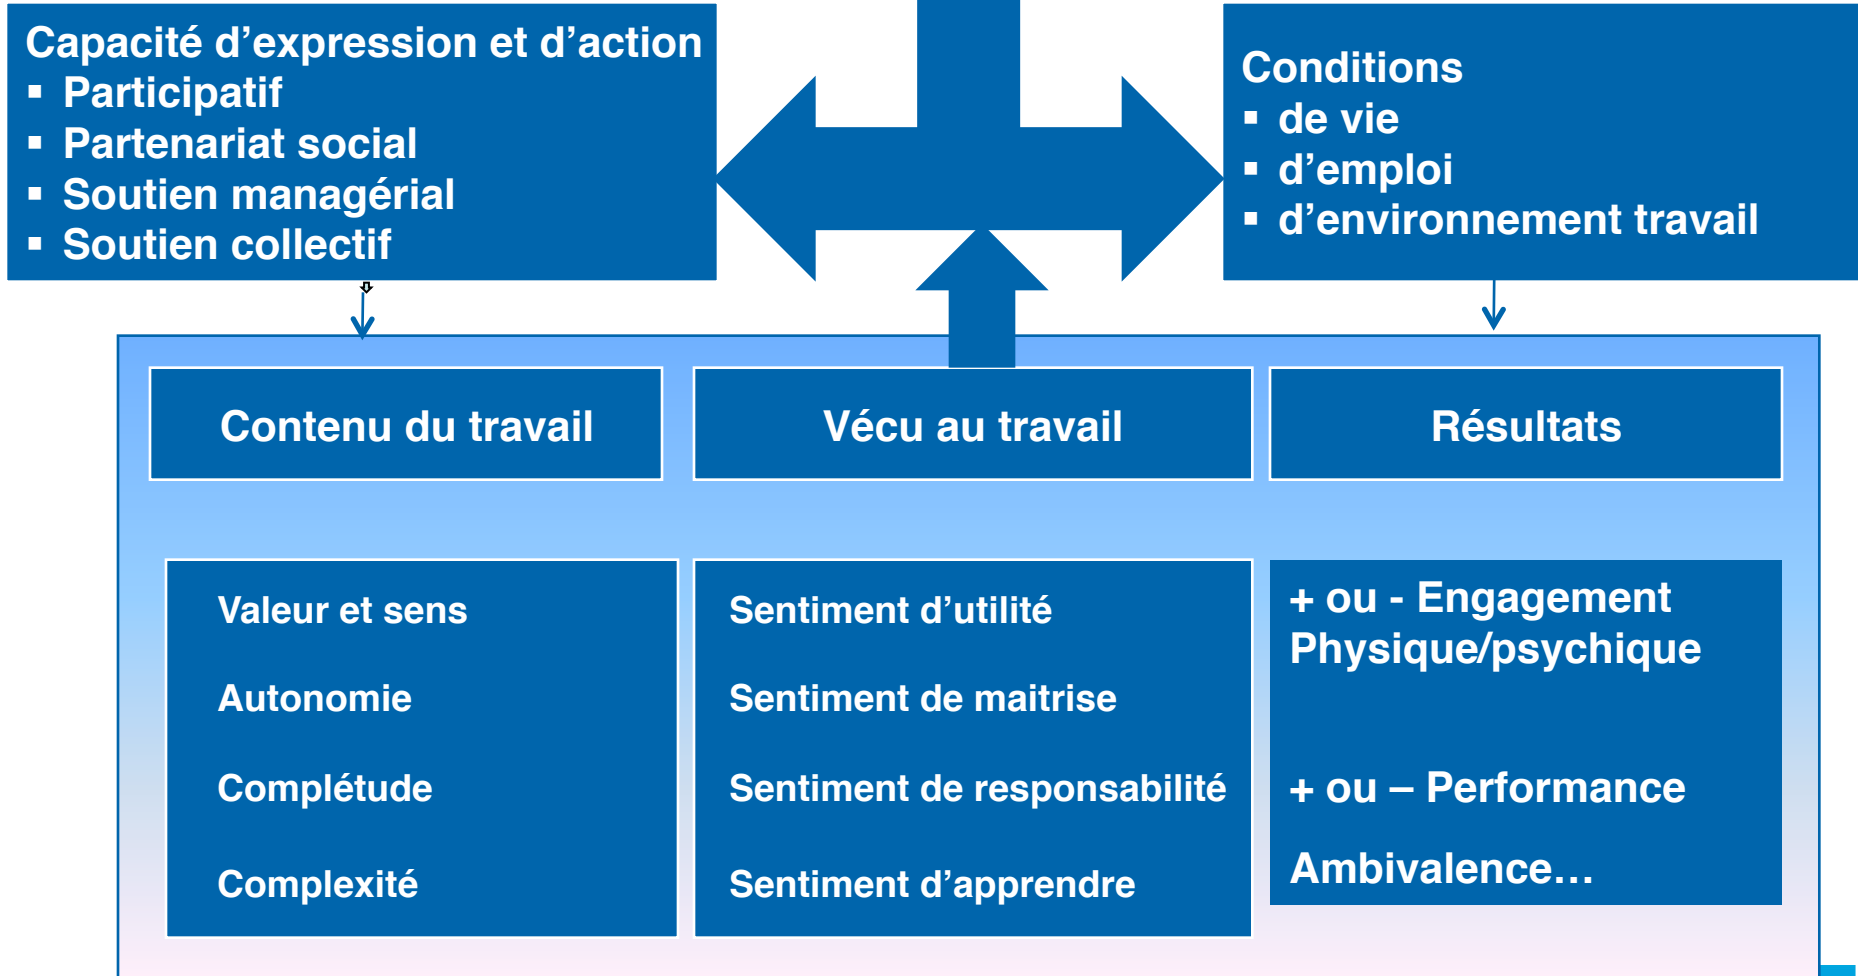 Capacité d’expression et d’action
▪ Participatif
▪ Partenariat social
▪ Soutien managérial
▪ Soutien collectif
Conditions
▪ de vie
▪ d’emploi
▪ d’environnement travail
Contenu du travail
Vécu au travail
Résultats
Valeur et sens
Autonomie
Complétude
Complexité
Sentiment d’utilité
Sentiment de maitrise
Sentiment de responsabilité
Sentiment d’apprendre
+ ou - Engagement
Physique/psychique
+ ou – Performance
Ambivalence…